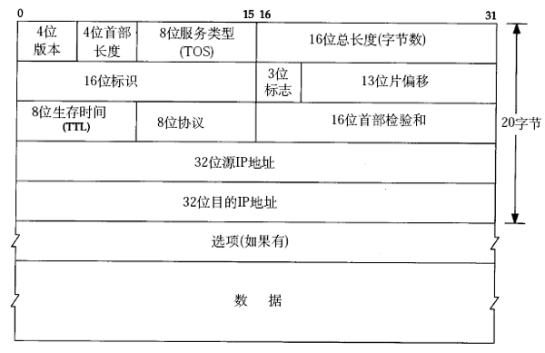 0 15 16 31
4位 4位首部 8位服务类型 16位总长度(字节数)
版本 长度 (TOS)
16位标识 3位 13位片偏移
标志
8位生存时间 8位协议 16位首部检验和
(TTL)
20字节
32位源IP地址
32位目的IP地址
选项(如果有)
数 据